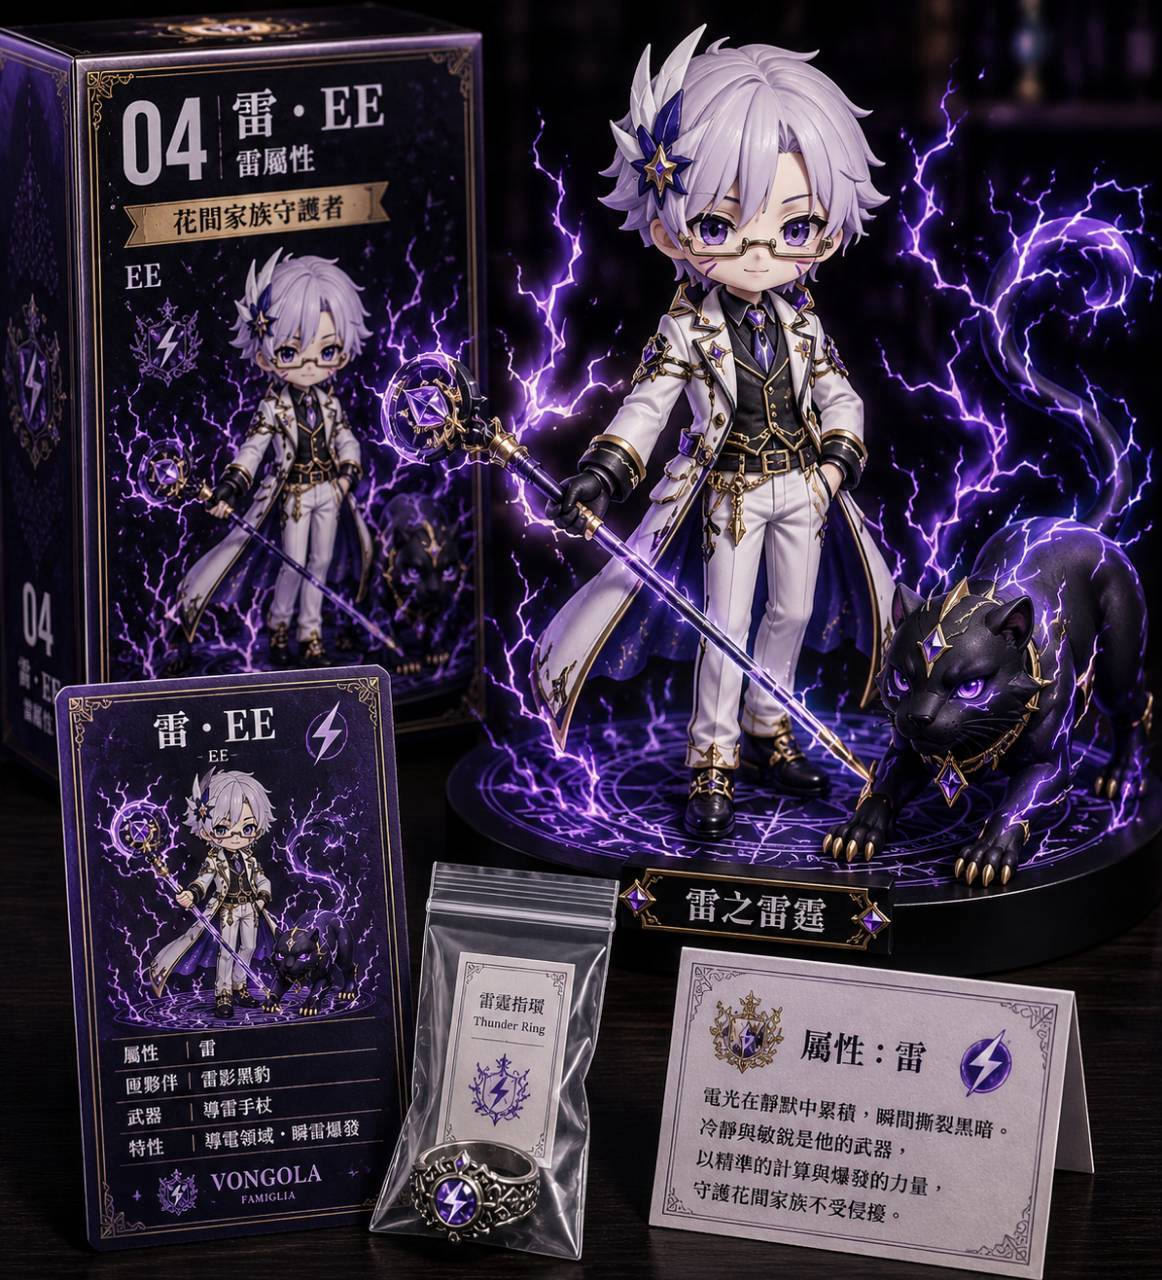 04
雷・EE
雷屬性
花間家族守護者
EE
04
雷・EE
雷屬性
雷・EE
-EE-
屬性 | 雷
匣夥伴 | 雷影黑豹
武器 | 導雷手杖
特性 | 導電領域・瞬雷爆發
VONGOLA
FAMIGLIA
雷霆指環
Thunder Ring
雷之雷霆
屬性：雷
電光在靜默中累積，瞬間撕裂黑暗。
冷靜與敏銳是他的武器，
以精準的計算與爆發的力量，
守護花間家族不受侵擾。